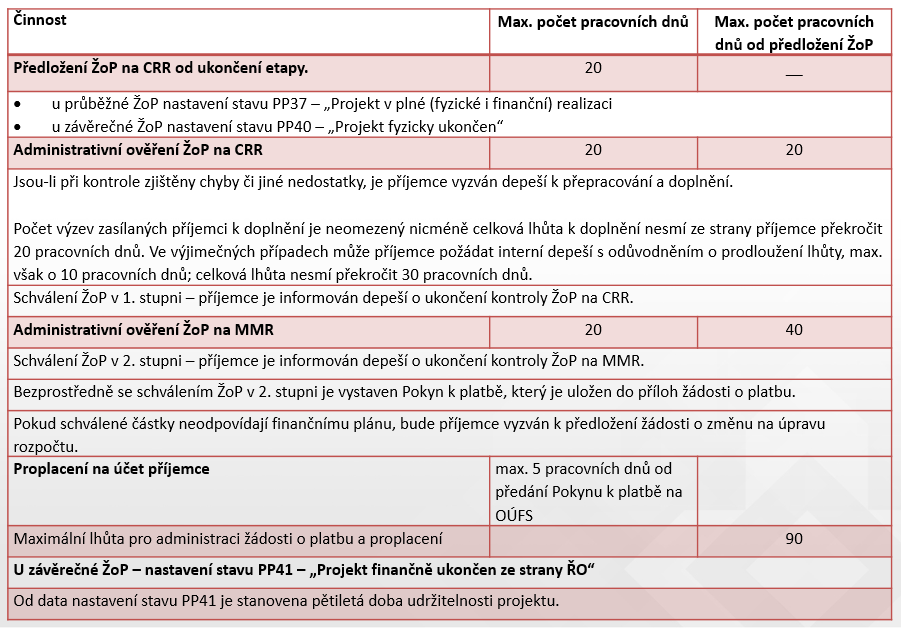 Činnost
Max. počet pracovních dnů
Max. počet pracovních
dnů od předložení ŽoP
Předložení ŽoP na CRR od ukončení etapy.
20
__
• u průběžné ŽoP nastavení stavu PP37 – „Projekt v plné (fyzické i finanční) realizaci
• u závěrečné ŽoP nastavení stavu PP40 – „Projekt fyzicky ukončen“
Administrativní ověření ŽoP na CRR
20
20
Jsou-li při kontrole zjištěny chyby či jiné nedostatky, je příjemce vyzván depeší k přepracování a doplnění.
Počet výzev zasílaných příjemci k doplnění je neomezený nicméně celková lhůta k doplnění nesmí ze strany příjemce překročit
20 pracovních dnů. Ve výjimečných případech může příjemce požádat interní depeší s odůvodněním o prodloužení lhůty, max.
však o 10 pracovních dnů; celková lhůta nesmí překročit 30 pracovních dnů.
Schválení ŽoP v 1. stupni – příjemce je informován depeší o ukončení kontroly ŽoP na CRR.
Administrativní ověření ŽoP na MMR
20
40
Schválení ŽoP v 2. stupni – příjemce je informován depeší o ukončení kontroly ŽoP na MMR.
Bezprostředně se schválením ŽoP v 2. stupni je vystaven Pokyn k platbě, který je uložen do příloh žádosti o platbu.
Pokud schválené částky neodpovídají finančnímu plánu, bude příjemce vyzván k předložení žádosti o změnu na úpravu
rozpočtu.
Proplacení na účet příjemce
max. 5 pracovních dnů od
předání Pokynu k platbě na
OÚFS
Maximální lhůta pro administraci žádosti o platbu a proplacení
90
U závěrečné ŽoP – nastavení stavu PP41 – „Projekt finančně ukončen ze strany ŘO“
Od data nastavení stavu PP41 je stanovena pětiletá doba udržitelnosti projektu.